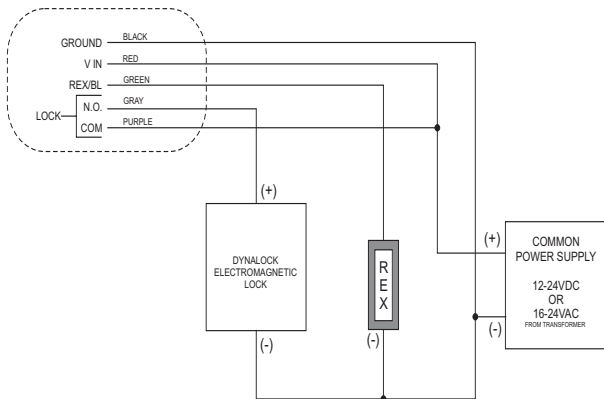 GROUND
BLACK
V IN
RED
REX/BL
GREEN
N.O.
GRAY
LOCK
COM
PURPLE
(+)
DYNALOCK
ELECTROMAGNETIC
LOCK
(-)
REX
(-)
(+)
COMMON
POWER SUPPLY
12-24VDC
OR
16-24VAC
FROM TRANSFORMER
(-)